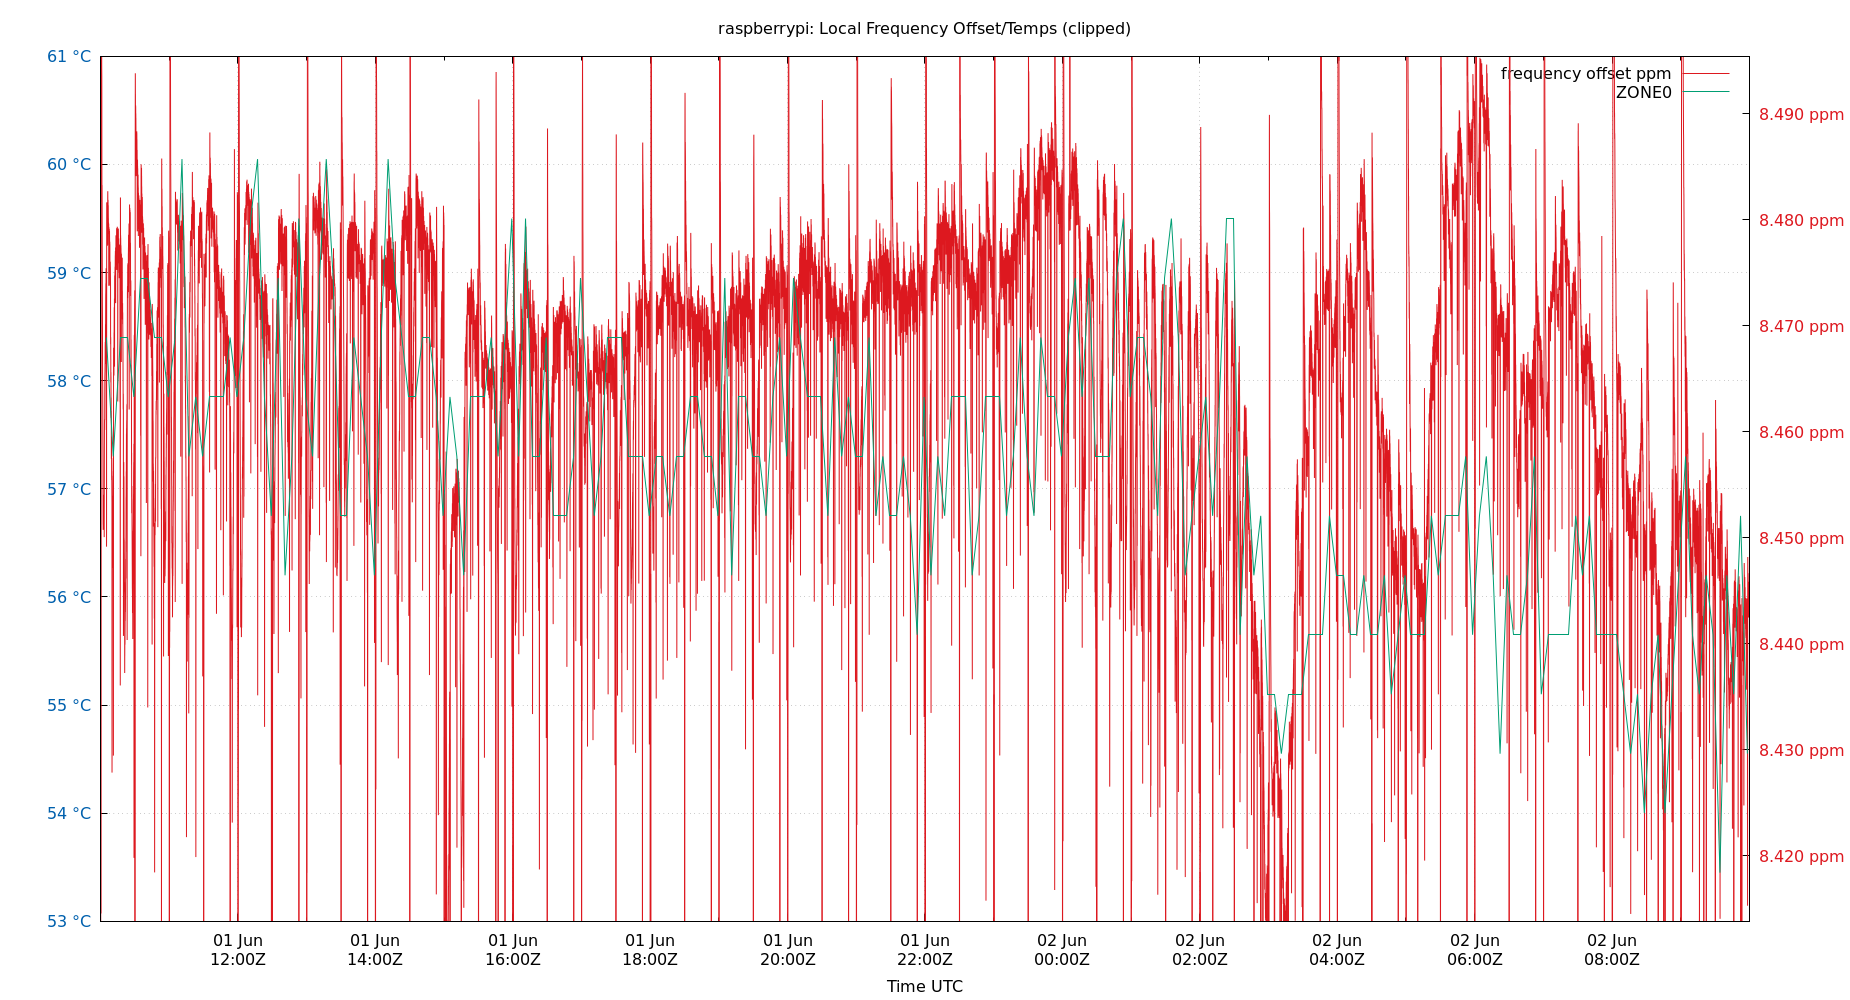 raspberrypi: Local Frequency Offset/Temps (clipped)
61 °C
60 °C
59 °C
58 °C
57 °C
56 °C
55 °C
54 °C
53 °C
frequency offset ppm
ZONE0
8.490 ppm
8.480 ppm
8.470 ppm
8.460 ppm
8.450 ppm
8.440 ppm
8.430 ppm
8.420 ppm
01 Jun
12:00Z
01 Jun
14:00Z
01 Jun
16:00Z
01 Jun
18:00Z
01 Jun
20:00Z
01 Jun
22:00Z
02 Jun
00:00Z
02 Jun
02:00Z
02 Jun
04:00Z
02 Jun
06:00Z
02 Jun
08:00Z
Time UTC